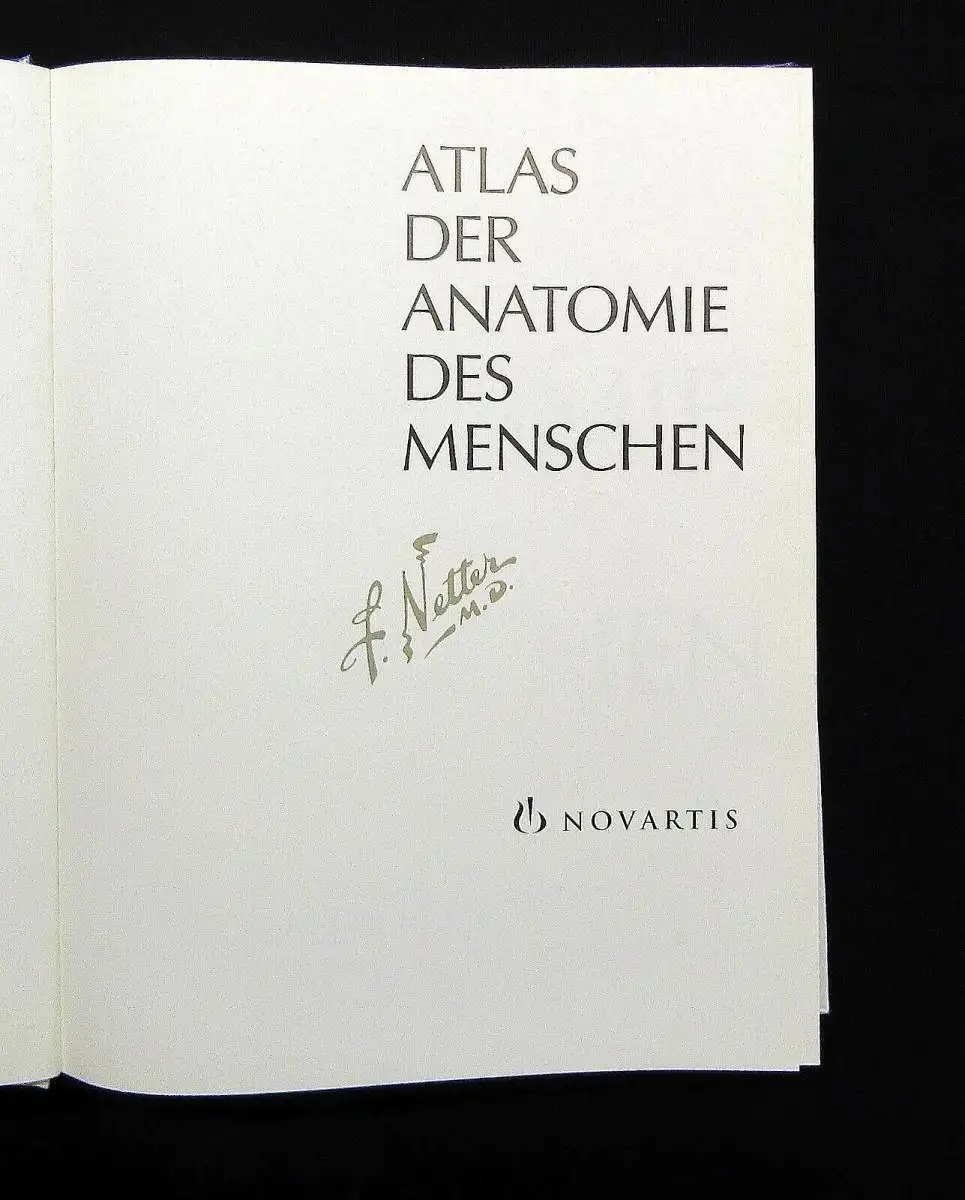 ATLAS
DER
ANATOMIE
DES
MENSCHEN
F. Netter
M.D.
NOVARTIS